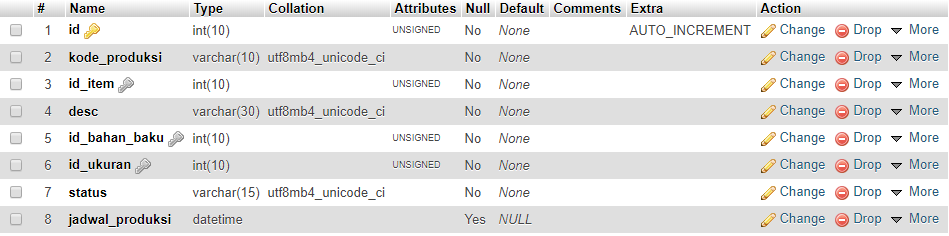 # Name Type Collation Attributes Null Default Comments Extra Action
1 id int(10) UNSIGNED No None AUTO_INCREMENT Change Drop More
2 kode_produksi varchar(10) utf8mb4_unicode_ci No None Change Drop More
3 id_item int(10) UNSIGNED No None Change Drop More
4 desc varchar(30) utf8mb4_unicode_ci No None Change Drop More
5 id_bahan_baku int(10) UNSIGNED No None Change Drop More
6 id_ukuran int(10) UNSIGNED No None Change Drop More
7 status varchar(15) utf8mb4_unicode_ci No None Change Drop More
8 jadwal_produksi datetime Yes NULL Change Drop More